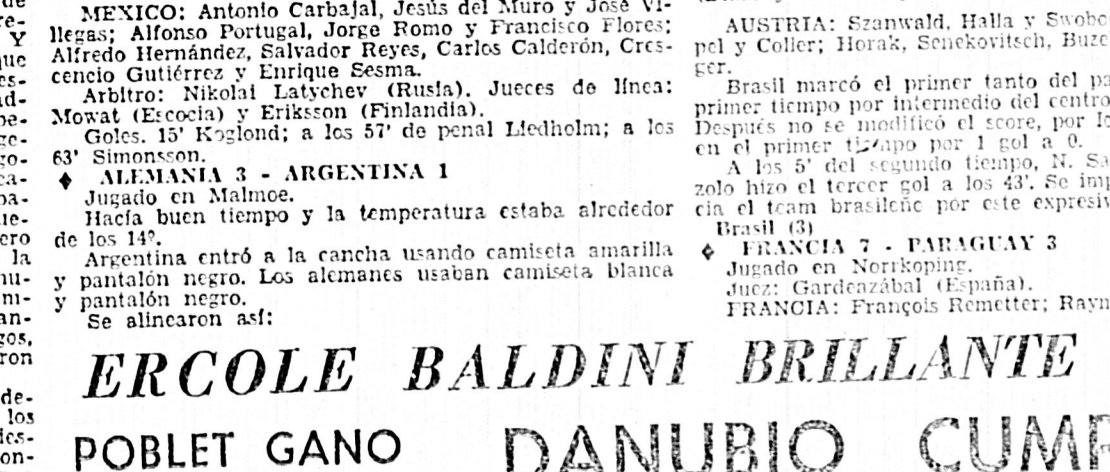 MEXICO: Antonio Carbajal, Jesús del Muro y José Vi-
llegas; Alfonso Portugal, Jorge Romo y Francisco Flores;
Alfredo Hernández, Salvador Reyes, Carlos Calderón, Cres-
cencio Gutiérrez y Enrique Sesma.
Arbitro: Nikolai Latychev (Rusia). Jueces de línea:
Mowat (Escocia) y Eriksson (Finlandia).
Goles. 15' Koglond; a los 57' de penal Liedholm; a los
63' Simonsson.
♦ ALEMANIA 3 - ARGENTINA 1
Jugado en Malmoe.
Hacía buen tiempo y la temperatura estaba alrededor
de los 14º.
Argentina entró a la cancha usando camiseta amarilla
y pantalón negro. Los alemanes usaban camiseta blanca
y pantalón negro.
Se alinearon así:
AUSTRIA: Szanwald, Halla y Swobo
pel y Coller; Horak, Senekovitsch, Buze
ger.
Brasil marcó el primer tanto del pa
primer tiempo por intermedio del centro
Después no se modificó el score, por lo
en el primer tiempo por 1 gol a 0.
A los 5' del segundo tiempo, N. Sa
zolo hizo el tercer gol a los 43'. Se imp
cia el team brasileño por este expresiv
Brasil (3)
♦ FRANCIA 7 - PARAGUAY 3
Jugado en Norrkoping.
Juez: Gardeazábal (España).
FRANCIA: François Remetter; Rayn
ERCOLE BALDINI BRILLANTE
POBLET GANO
DANUBIO CUMP